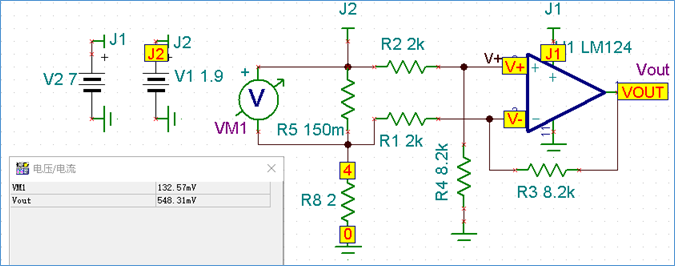 J1
J2
J2
J1
V2 7
V1 1.9
+
V
VM1
R5 150m
R2 2k
R1 2k
V+
V+
V-
J1
U1 LM124
Vout
VOUT
11
R4 8.2k
R3 8.2k
4
R8 2
0
电压/电流
VM1 132.57mV
Vout 548.31mV